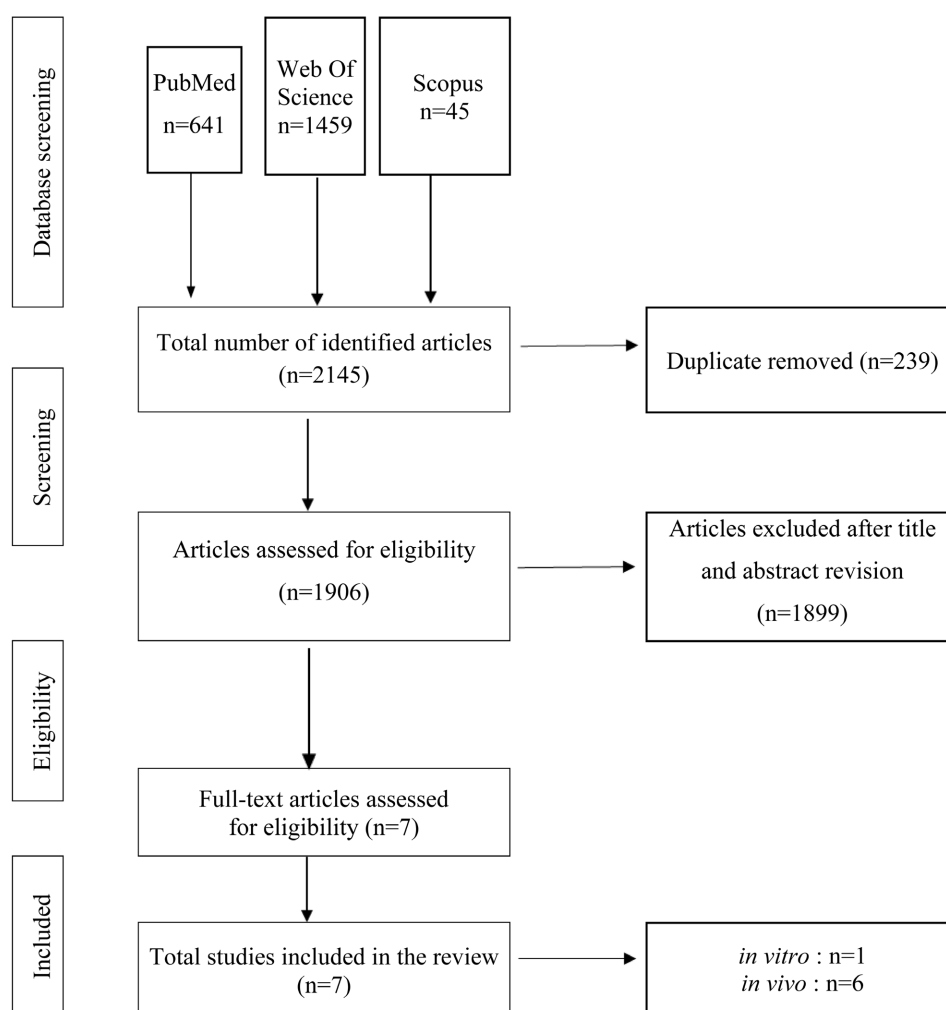 Database screening
PubMed
n=641
Web Of
Science
n=1459
Scopus
n=45
Total number of identified articles
(n=2145)
Duplicate removed (n=239)
Screening
Articles assessed for eligibility
(n=1906)
Articles excluded after title
and abstract revision
(n=1899)
Eligibility
Full-text articles assessed
for eligibility (n=7)
Included
Total studies included in the review
(n=7)
in vitro : n=1
in vivo : n=6